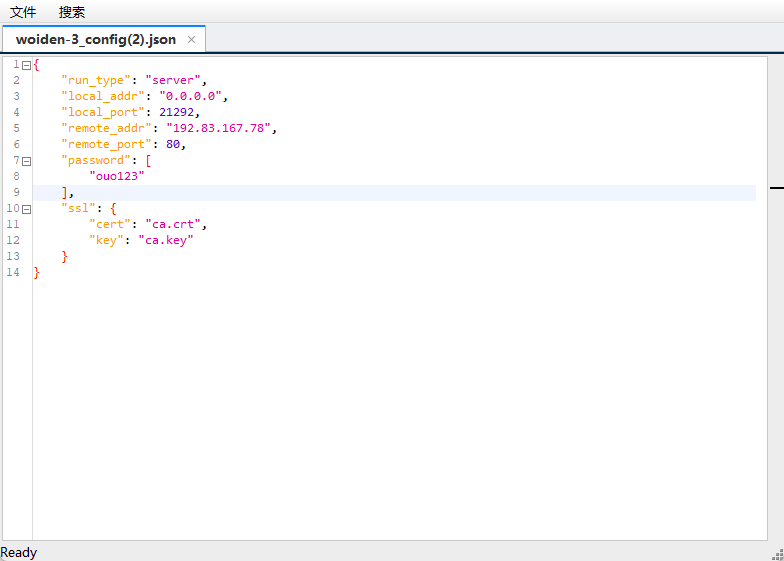 文件 搜索
woiden-3_config(2).json ×
1 {
2 "run_type": "server",
3 "local_addr": "0.0.0.0",
4 "local_port": 21292,
5 "remote_addr": "192.83.167.78",
6 "remote_port": 80,
7 "password": [
8 "ouo123"
9 ],
10 "ssl": {
11 "cert": "ca.crt",
12 "key": "ca.key"
13 }
14 }
Ready